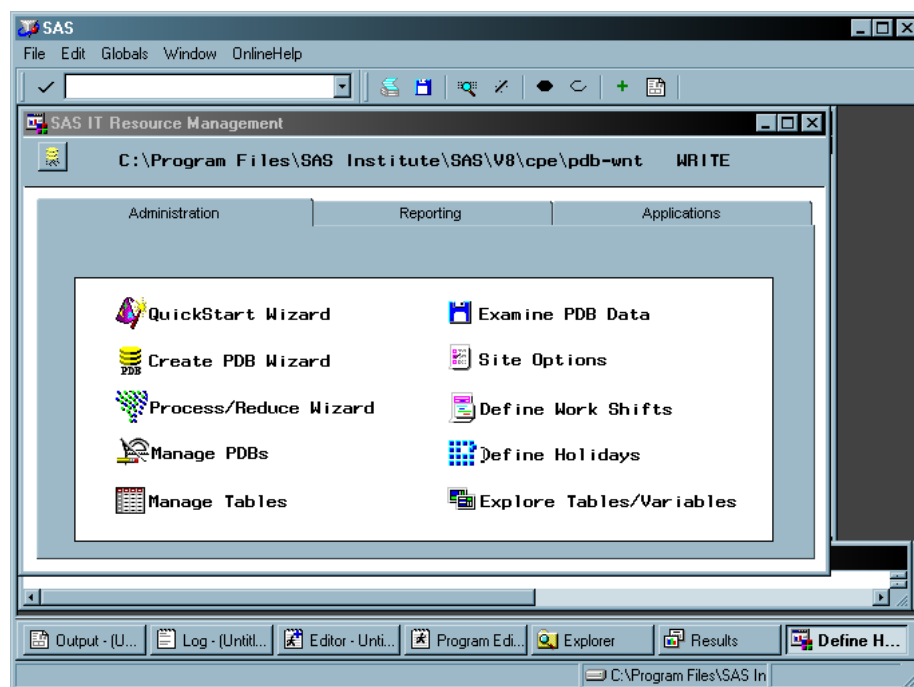 SAS
File Edit Globals Window OnlineHelp
SAS IT Resource Management
C:\Program Files\SAS Institute\SAS\V8\cpe\pdb-wnt WRITE
Administration Reporting Applications
QuickStart Wizard Examine PDB Data
PDB Create PDB Wizard Site Options
Process/Reduce Wizard Define Work Shifts
Manage PDBs Define Holidays
Manage Tables Explore Tables/Variables
Output - (U... Log - (Untitl... Editor - Unti... Program Edi... Explorer Results Define H...
C:\Program Files\SAS In